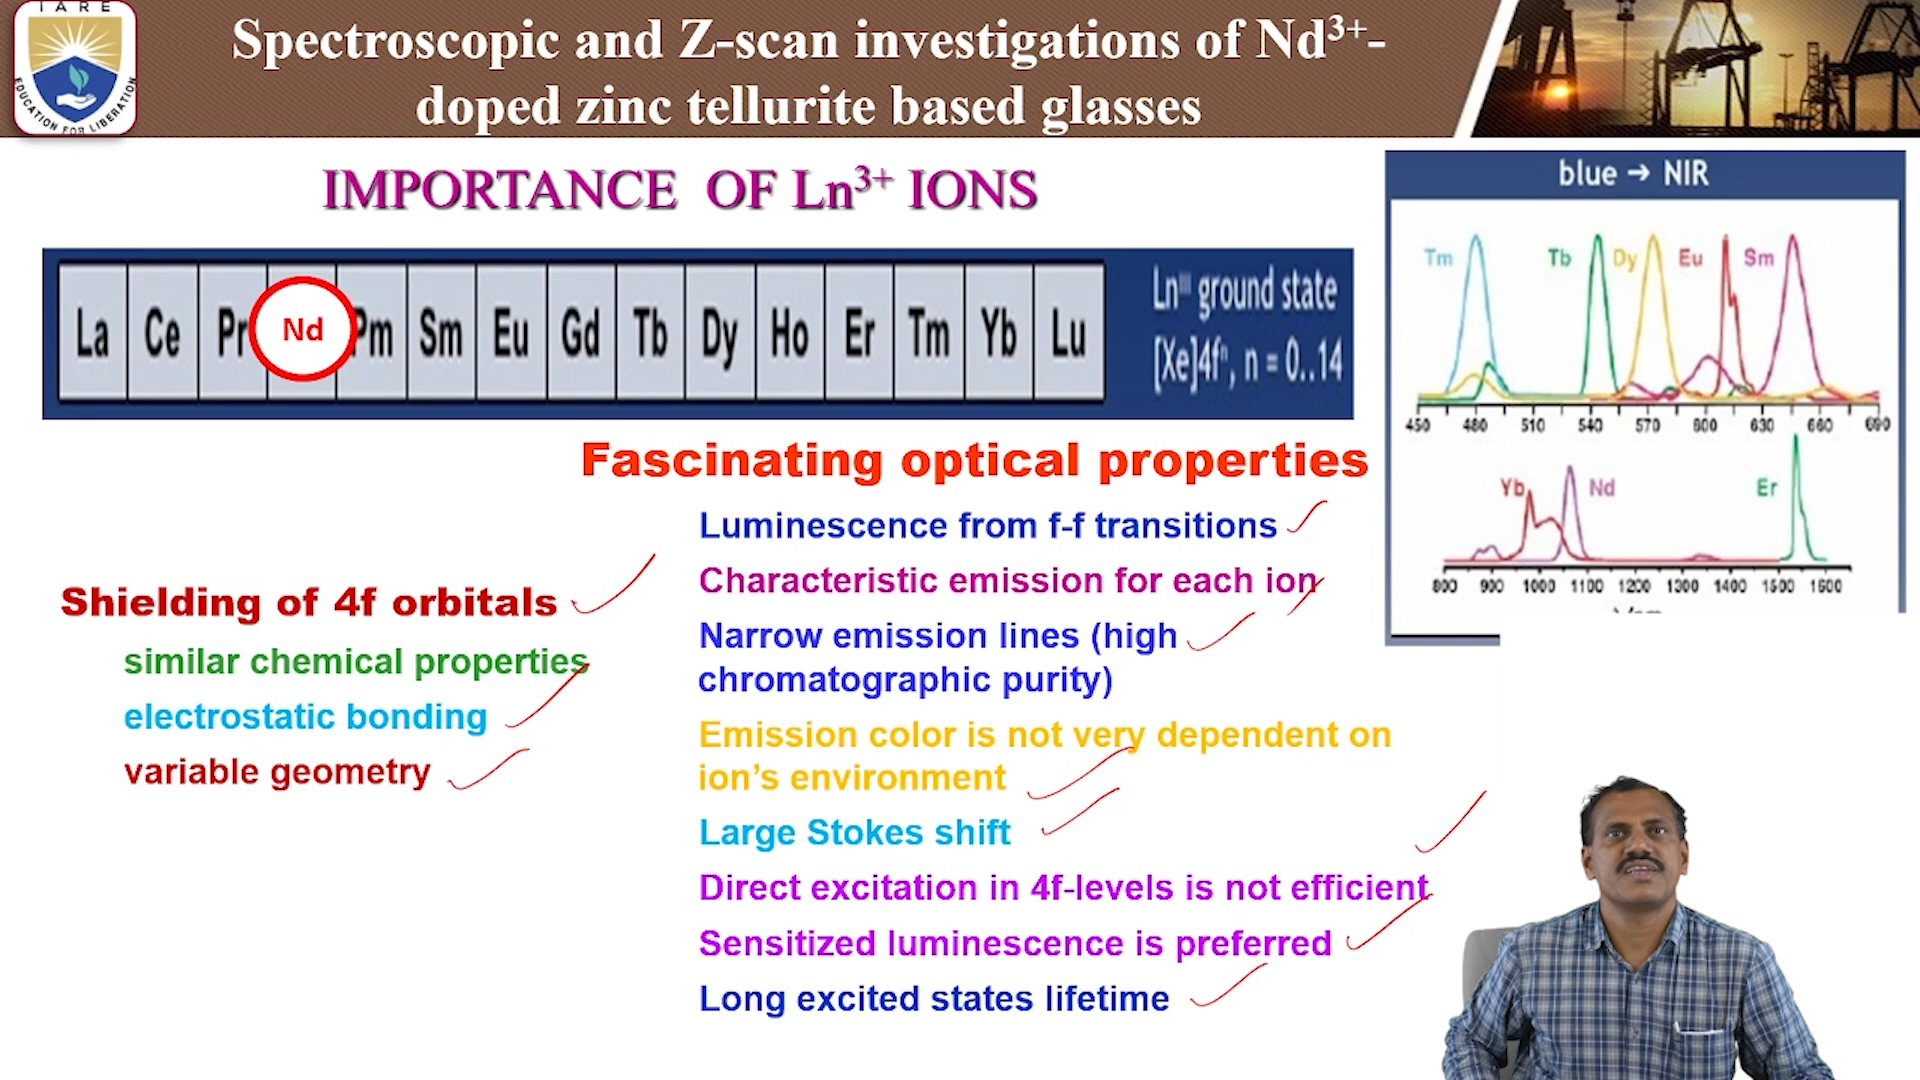 IARE
EDUCATION FOR LIBERATION
Spectroscopic and Z-scan investigations of Nd³⁺-
doped zinc tellurite based glasses
IMPORTANCE OF Ln³⁺ IONS
La Ce Pr Nd Pm Sm Eu Gd Tb Dy Ho Er Tm Yb Lu
Lnᴵᴵᴵ ground state
[Xe]4fⁿ, n = 0..14
blue → NIR
Tm Tb Dy Eu Sm
450 480 510 540 570 600 630 660 690
Yb Nd Er
800 900 1000 1100 1200 1300 1400 1500 1600
Fascinating optical properties
Luminescence from f-f transitions
Characteristic emission for each ion
Narrow emission lines (high
chromatographic purity)
Emission color is not very dependent on
ion’s environment
Large Stokes shift
Direct excitation in 4f-levels is not efficient
Sensitized luminescence is preferred
Long excited states lifetime
Shielding of 4f orbitals
similar chemical properties
electrostatic bonding
variable geometry